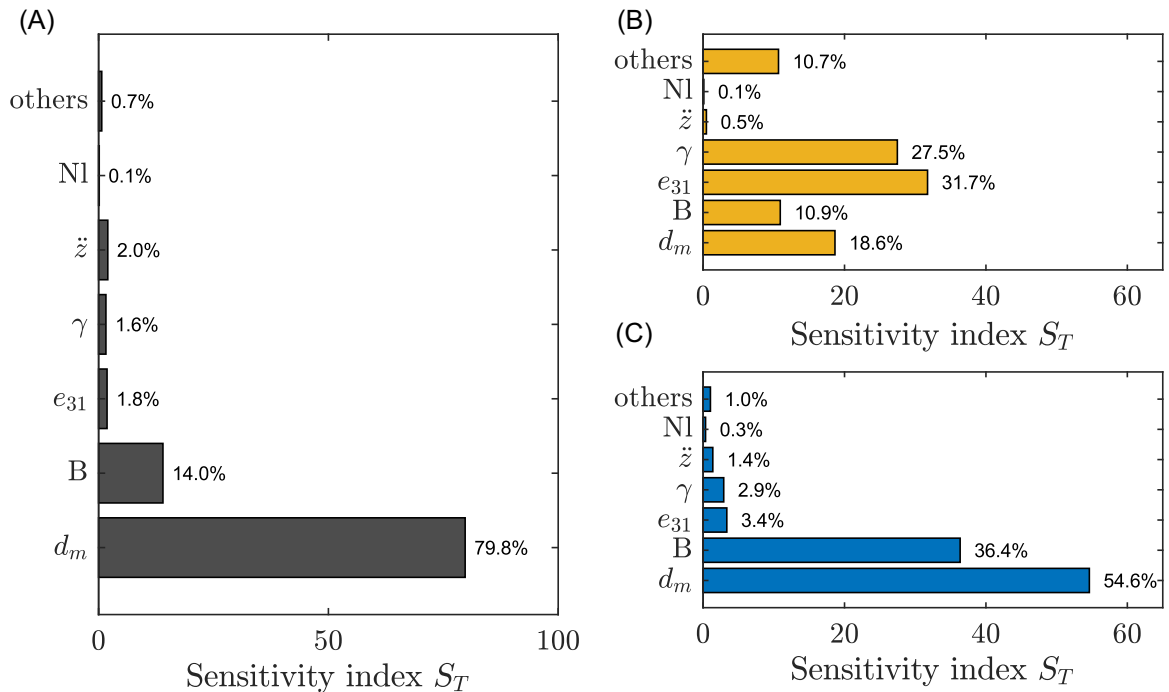 (A)
others
0.7%
Nl
0.1%
z̈
2.0%
γ
1.6%
e₃₁
1.8%
B
14.0%
dₘ
79.8%
0 50 100
Sensitivity index S_T
(B)
others
10.7%
Nl
0.1%
z̈
0.5%
γ
27.5%
e₃₁
31.7%
B
10.9%
dₘ
18.6%
0 20 40 60
Sensitivity index S_T
(C)
others
1.0%
Nl
0.3%
z̈
1.4%
γ
2.9%
e₃₁
3.4%
B
36.4%
dₘ
54.6%
0 20 40 60
Sensitivity index S_T